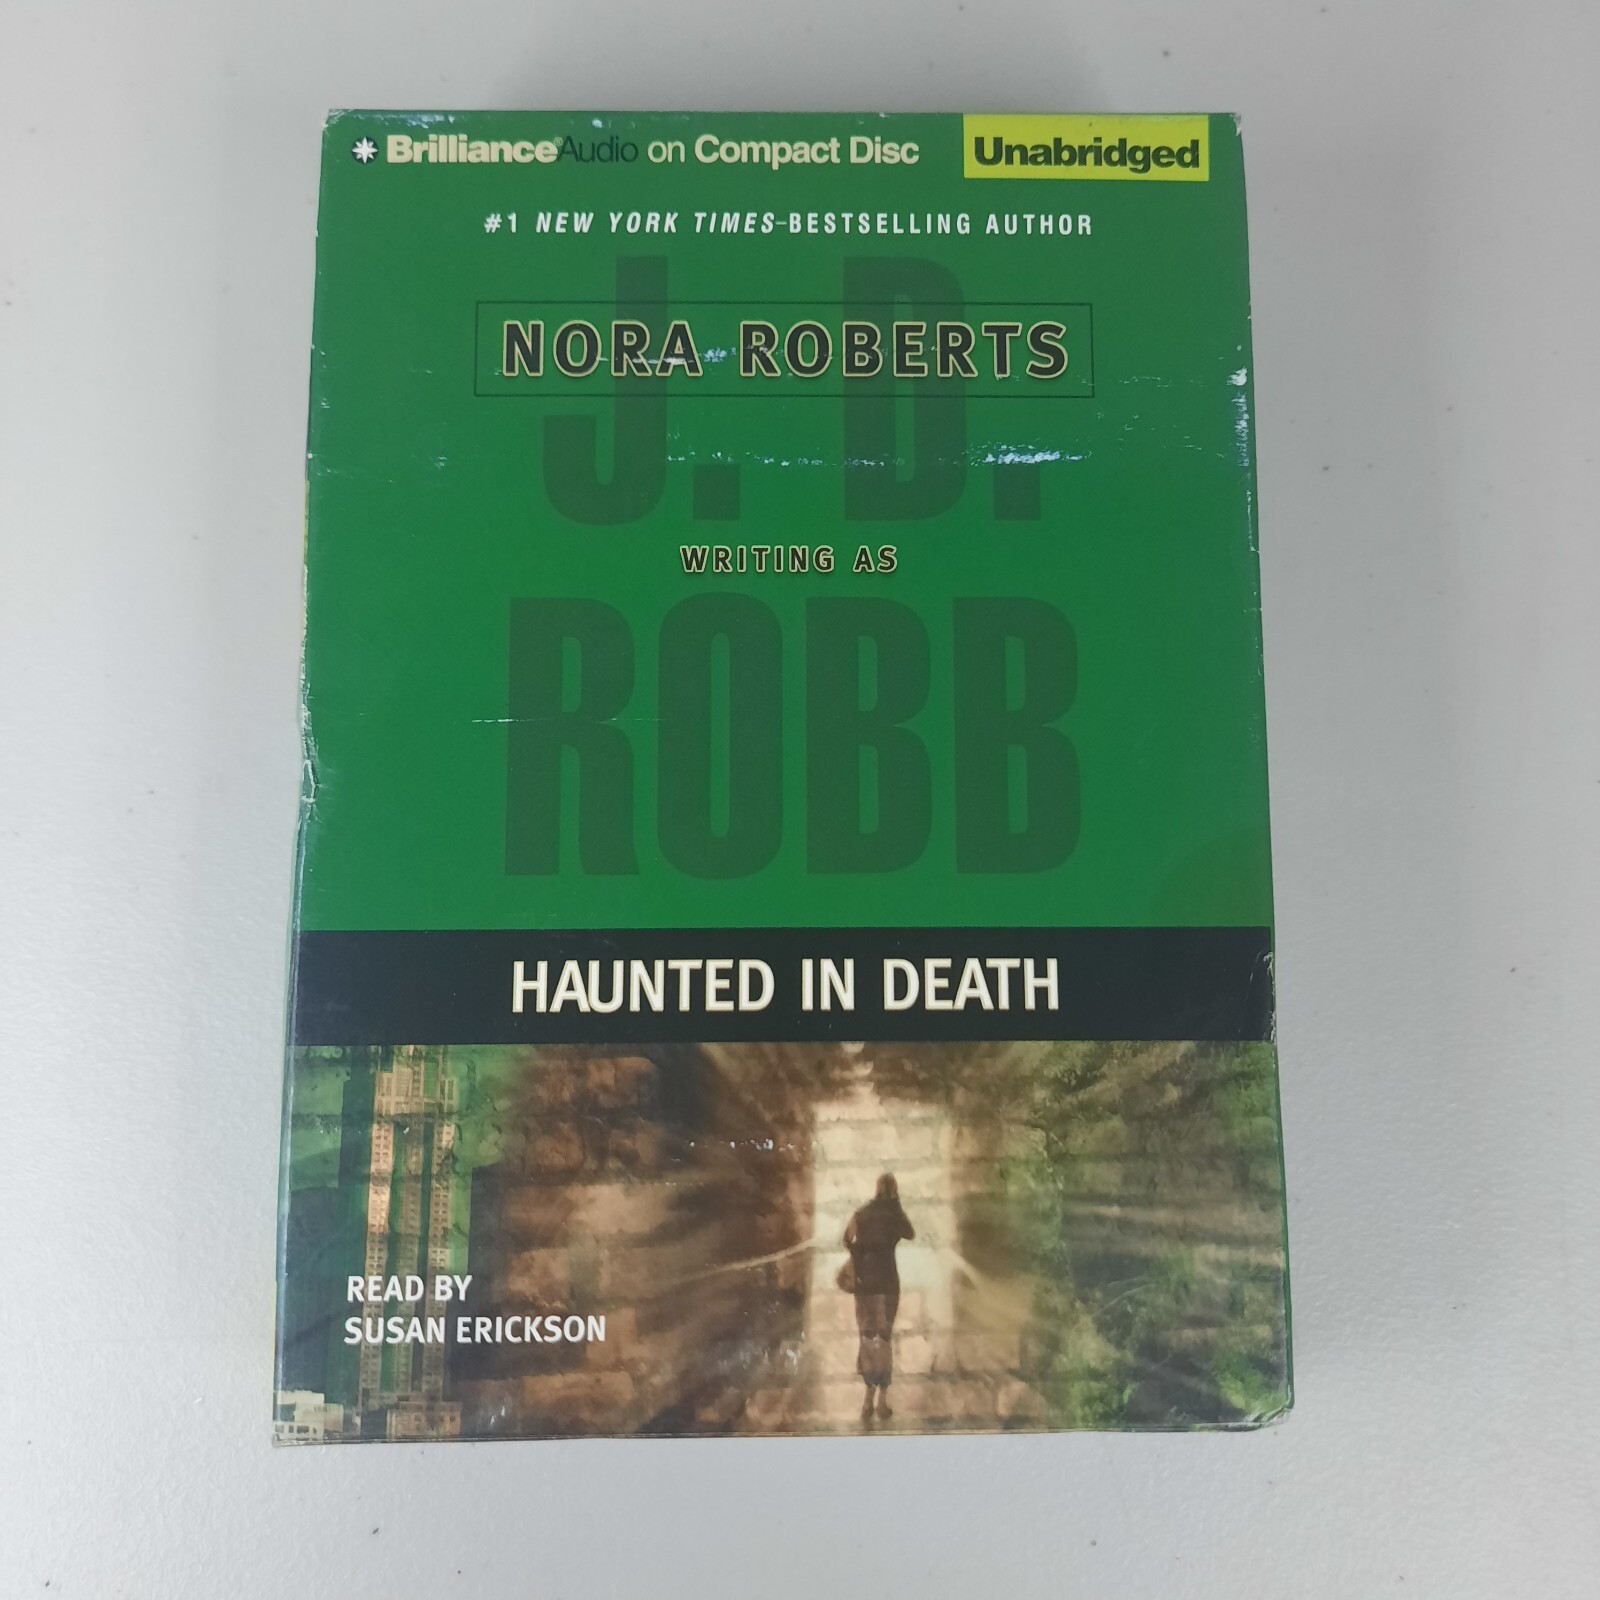 Brilliance® Audio on Compact Disc
Unabridged
#1 NEW YORK TIMES-BESTSELLING AUTHOR
NORA ROBERTS
WRITING AS
J. D.
ROBB
HAUNTED IN DEATH
READ BY
SUSAN ERICKSON